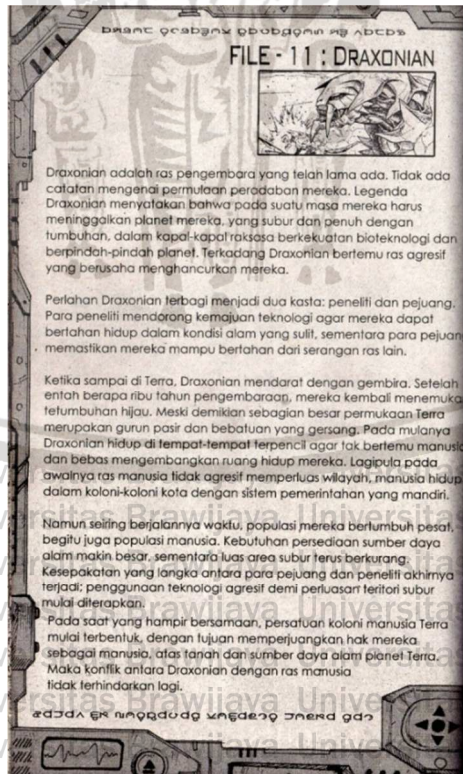 FILE - 11 : DRAXONIAN
Draxonian adalah ras pengembara yang telah lama ada. Tidak ada
catatan mengenai permulaan peradaban mereka. Legenda
Draxonian menyatakan bahwa pada suatu masa mereka harus
meninggalkan planet mereka, yang subur dan penuh dengan
tumbuhan, dalam kapal-kapal raksasa berkekuatan bioteknologi dan
berpindah-pindah planet. Terkadang Draxonian bertemu ras agresif
yang berusaha menghancurkan mereka.
Perlahan Draxonian terbagi menjadi dua kasta: peneliti dan pejuang.
Para peneliti mendorong kemajuan teknologi agar mereka dapat
bertahan hidup dalam kondisi alam yang sulit, sementara para pejuan
memastikan mereka mampu bertahan dari serangan ras lain.
Ketika sampai di Terra, Draxonian mendarat dengan gembira. Setelah
entah berapa ribu tahun pengembaraan, mereka kembali menemuka
tetumbuhan hijau. Meski demikian sebagian besar permukaan Terra
merupakan gurun pasir dan bebatuan yang gersang. Pada mulanya
Draxonian hidup di tempat-tempat terpencil agar tak bertemu manusia
dan bebas mengembangkan ruang hidup mereka. Lagipula pada
awalnya ras manusia tidak agresif memperluas wilayah, manusia hidup
dalam koloni-koloni kota dengan sistem pemerintahan yang mandiri.
Namun seiring berjalannya waktu, populasi mereka bertumbuh pesat,
begitu juga populasi manusia. Kebutuhan persediaan sumber daya
alam makin besar, sementara luas area subur terus berkurang.
Kesepakatan yang langka antara para pejuang dan peneliti akhirnya
terjadi; penggunaan teknologi agresif demi perluasan teritori subur
mulai diterapkan.
Pada saat yang hampir bersamaan, persatuan koloni manusia Terra
mulai terbentuk, dengan tujuan memperjuangkan hak mereka
sebagai manusia, atas tanah dan sumber daya alam planet Terra.
Maka konflik antara Draxonian dengan ras manusia
tidak terhindarkan lagi.